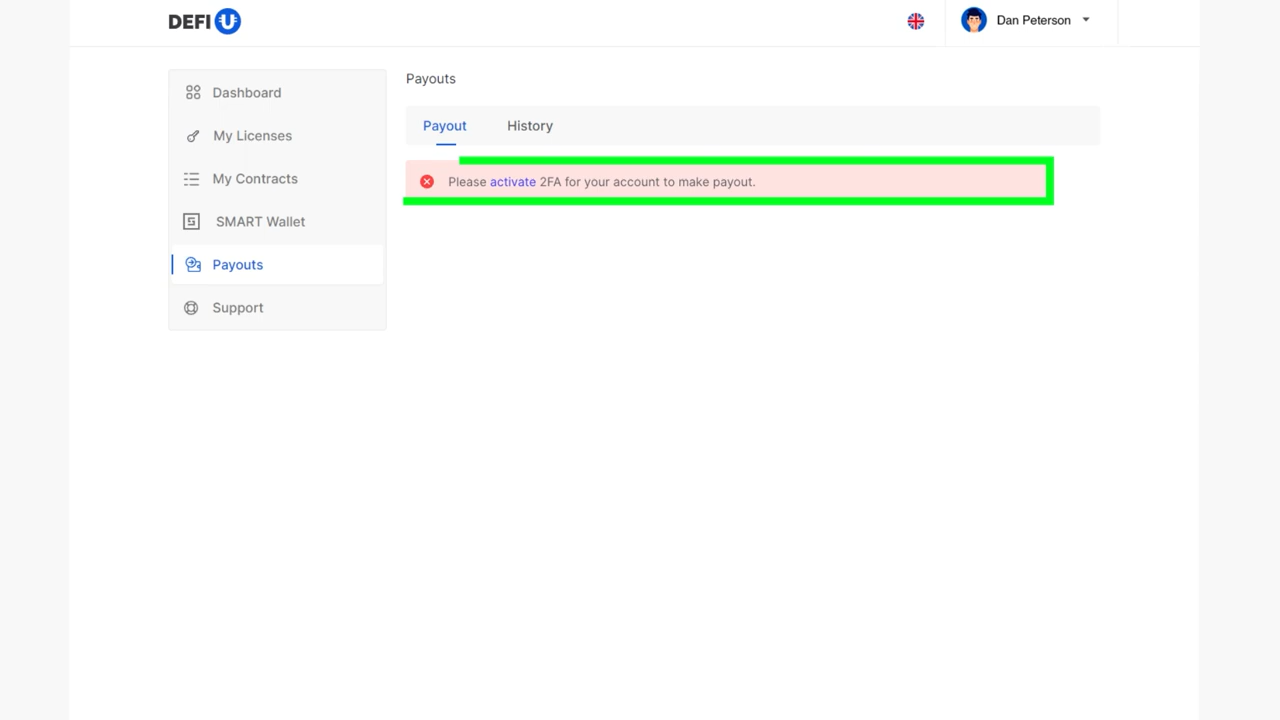 DEFI U
Dan Peterson
Dashboard
My Licenses
My Contracts
SMART Wallet
Payouts
Support
Payouts
Payout
History
Please activate 2FA for your account to make payout.